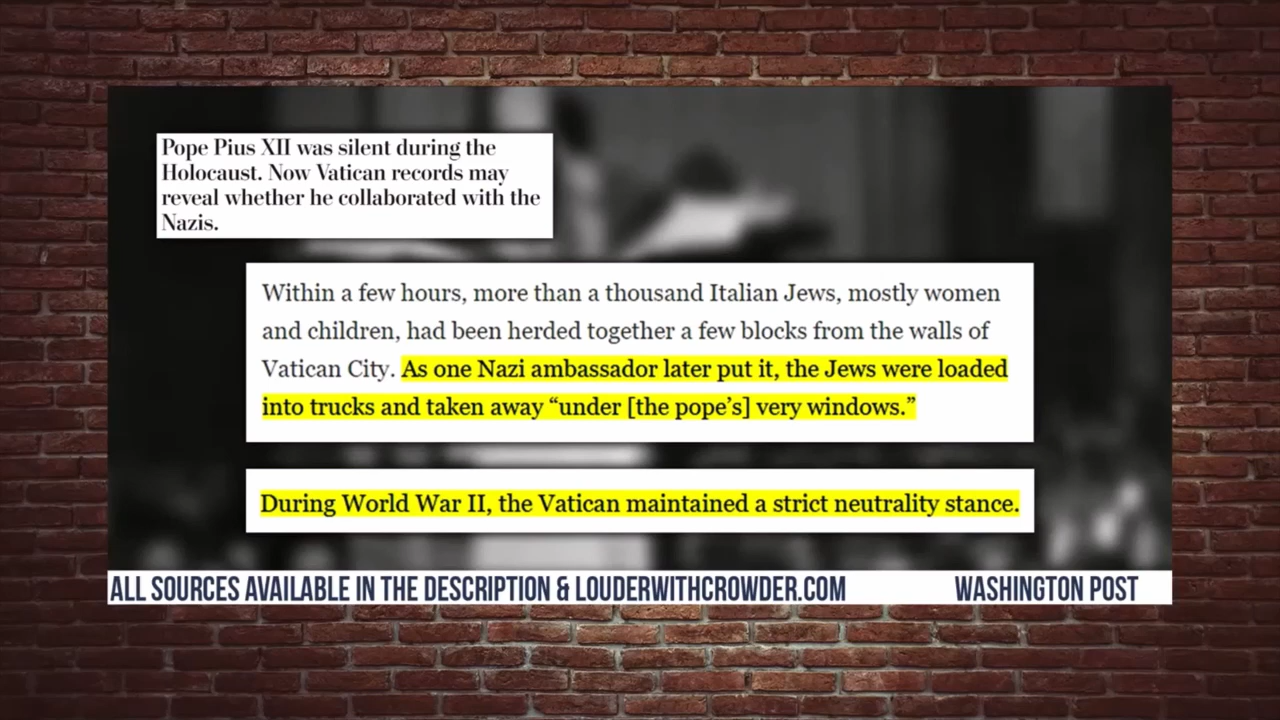 Pope Pius XII was silent during the
Holocaust. Now Vatican records may
reveal whether he collaborated with the
Nazis.
Within a few hours, more than a thousand Italian Jews, mostly women
and children, had been herded together a few blocks from the walls of
Vatican City. As one Nazi ambassador later put it, the Jews were loaded
into trucks and taken away “under [the pope’s] very windows.”
During World War II, the Vatican maintained a strict neutrality stance.
ALL SOURCES AVAILABLE IN THE DESCRIPTION & LOUDERWITHCROWDER.COM WASHINGTON POST